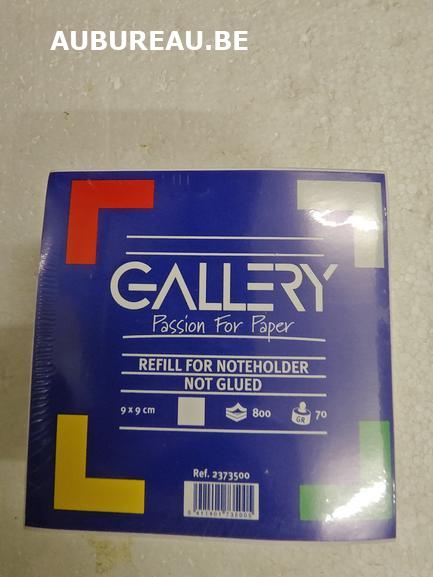 AUBUREAU.BE
GALLERY
Passion For Paper
REFILL FOR NOTEHOLDER
NOT GLUED
9 x 9 cm 800 GR 70
Ref. 2373500